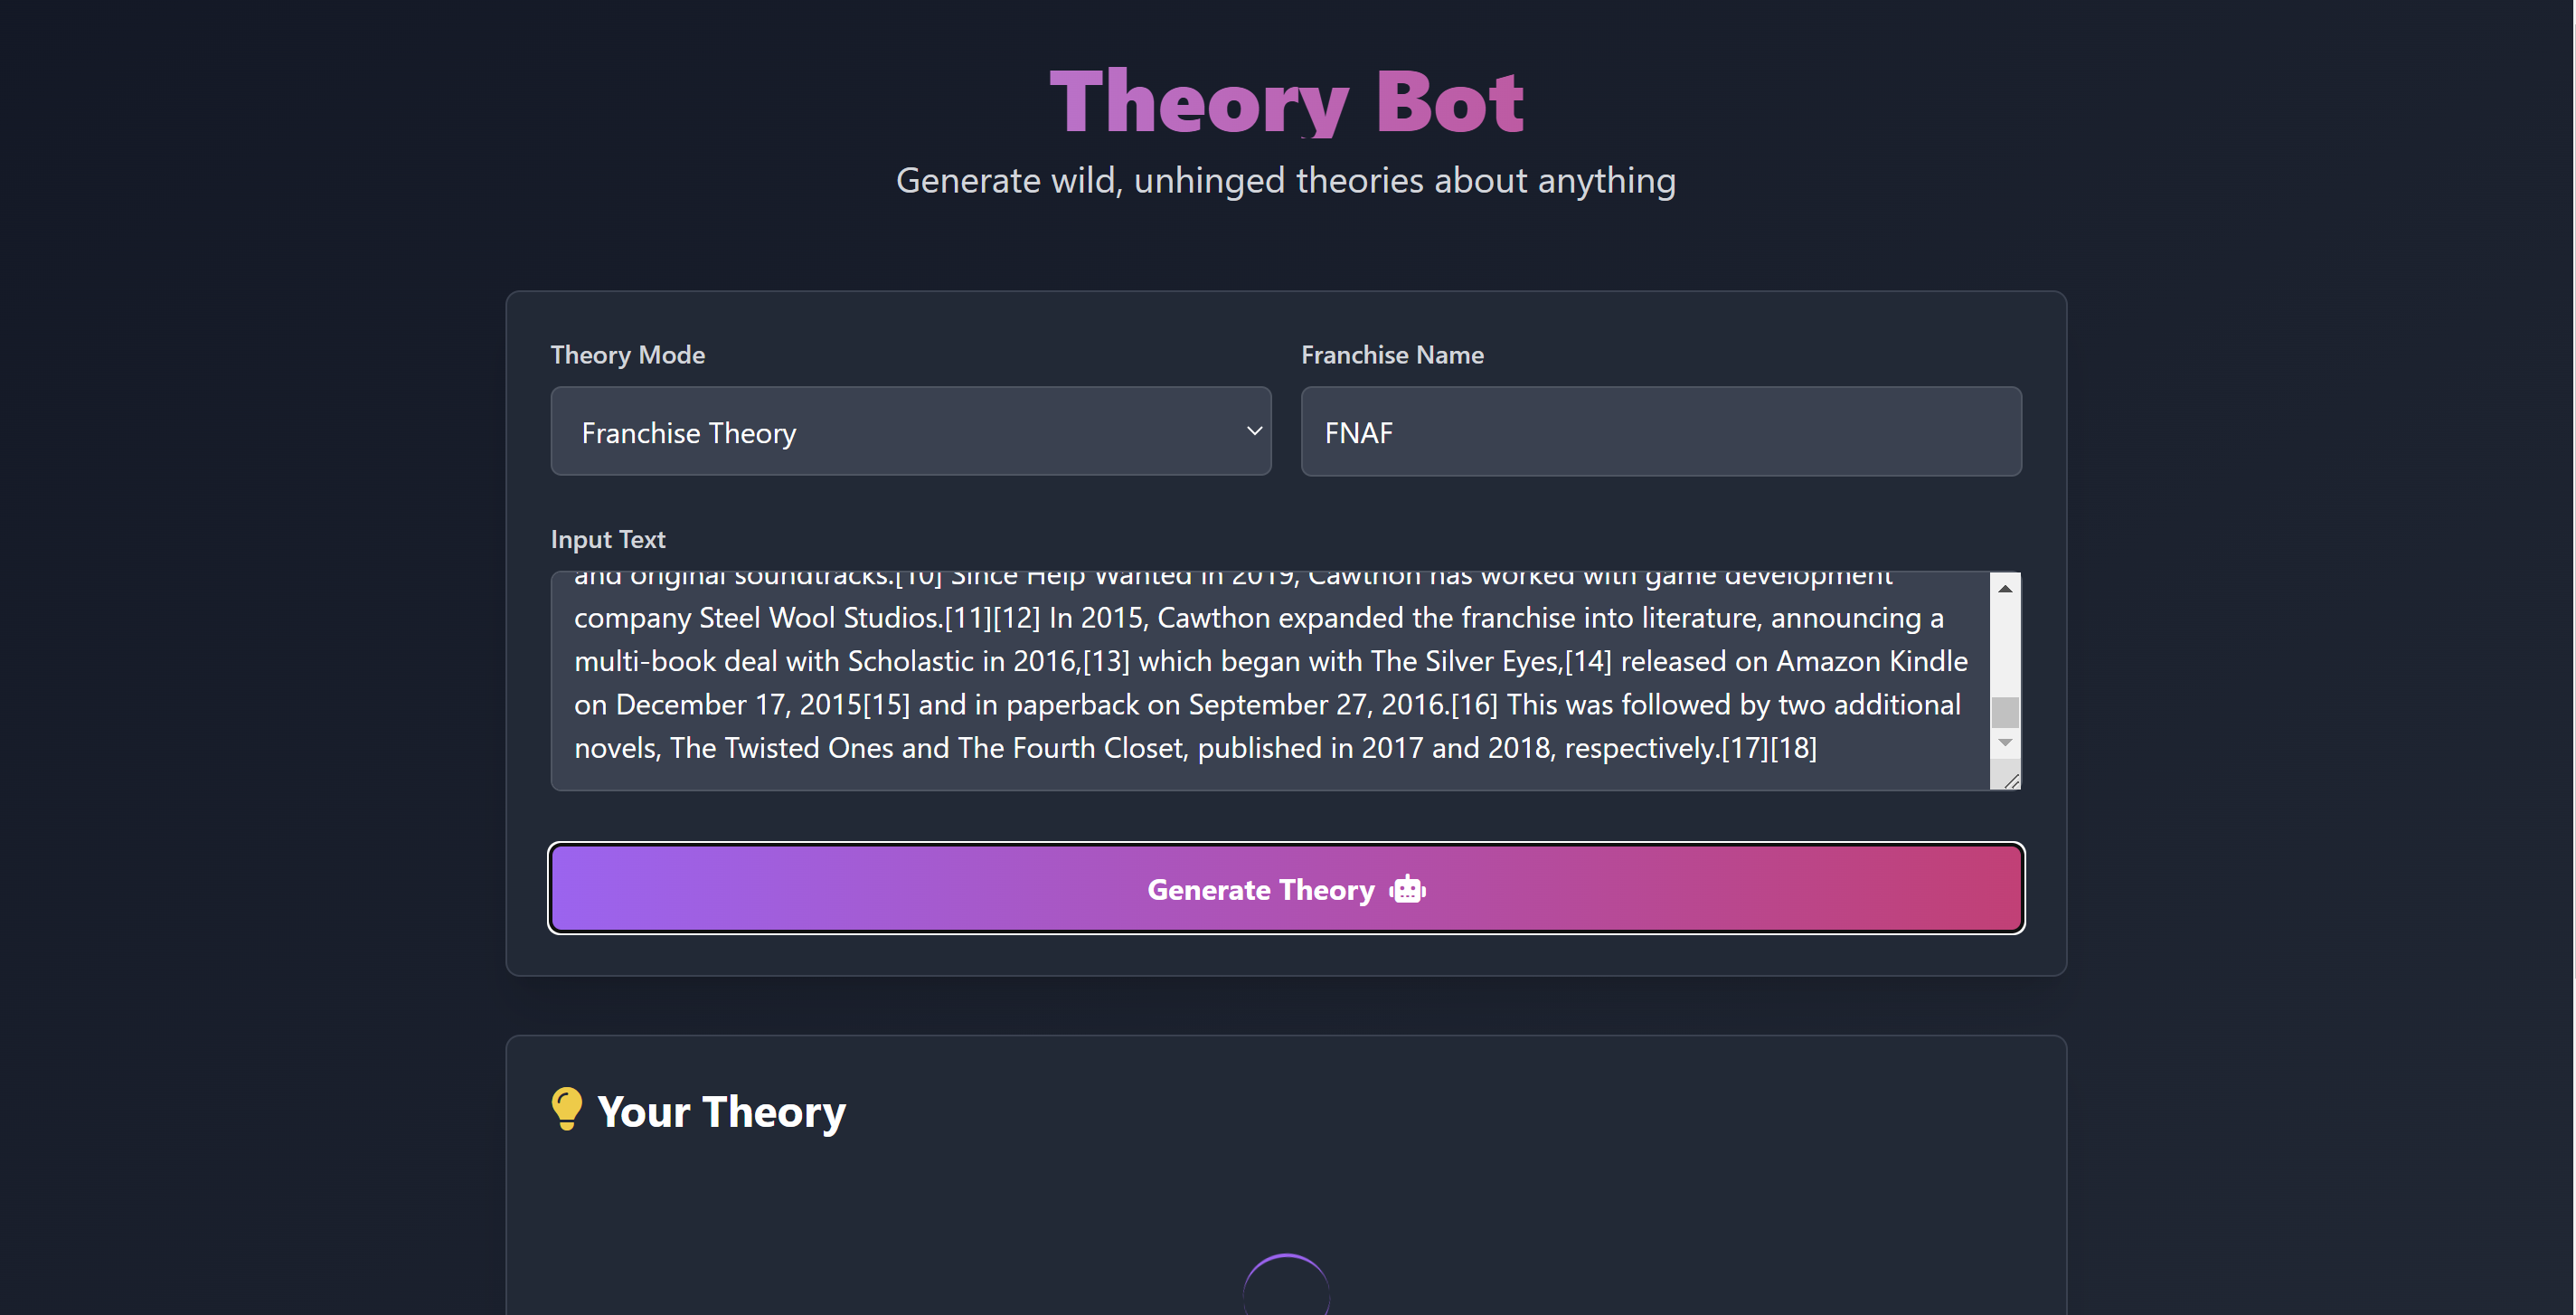 Theory Bot
Generate wild, unhinged theories about anything
Theory Mode
Franchise Name
Franchise Theory
FNAF
Input Text
and original soundtracks.[10] Since Help Wanted in 2019, Cawthon has worked with game development
company Steel Wool Studios.[11][12] In 2015, Cawthon expanded the franchise into literature, announcing a
multi-book deal with Scholastic in 2016,[13] which began with The Silver Eyes,[14] released on Amazon Kindle
on December 17, 2015[15] and in paperback on September 27, 2016.[16] This was followed by two additional
novels, The Twisted Ones and The Fourth Closet, published in 2017 and 2018, respectively.[17][18]
Generate Theory
Your Theory